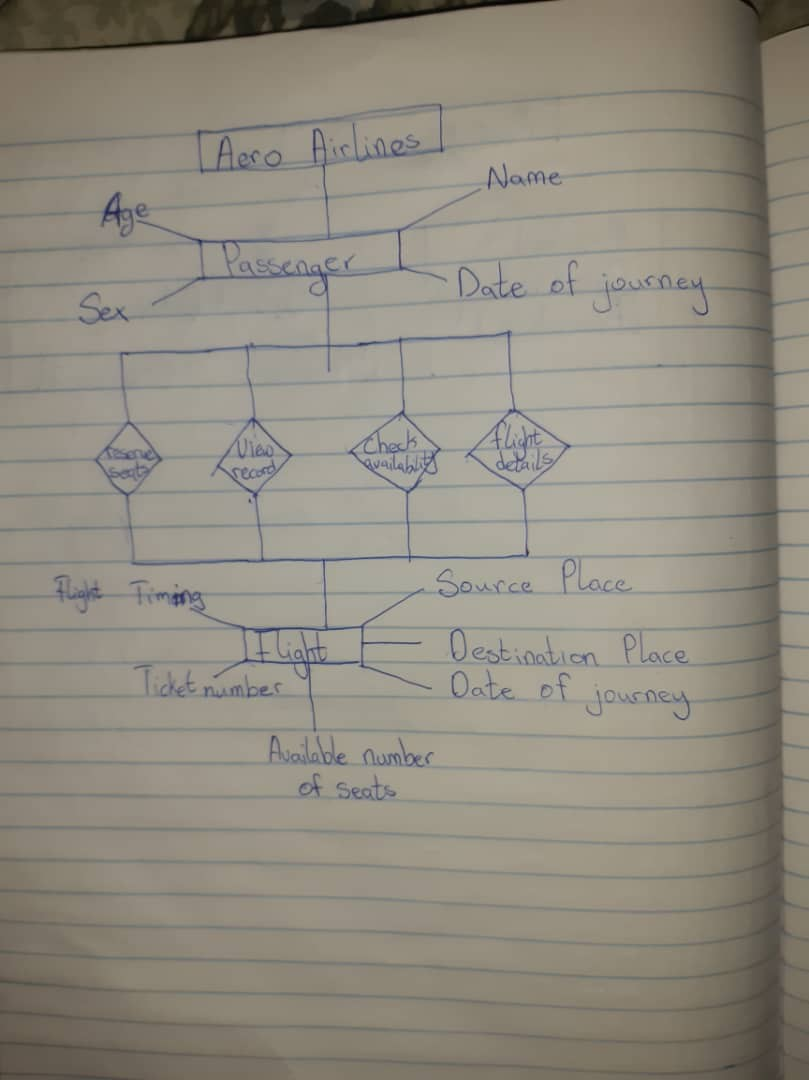 Aero Airlines
Name
Age
Passenger
Date of journey
Sex
reserve
seats
View
record
Check
availability
flight
details
Flight Timing
Source Place
Flight
Destination Place
Ticket number
Date of journey
Available number
of seats